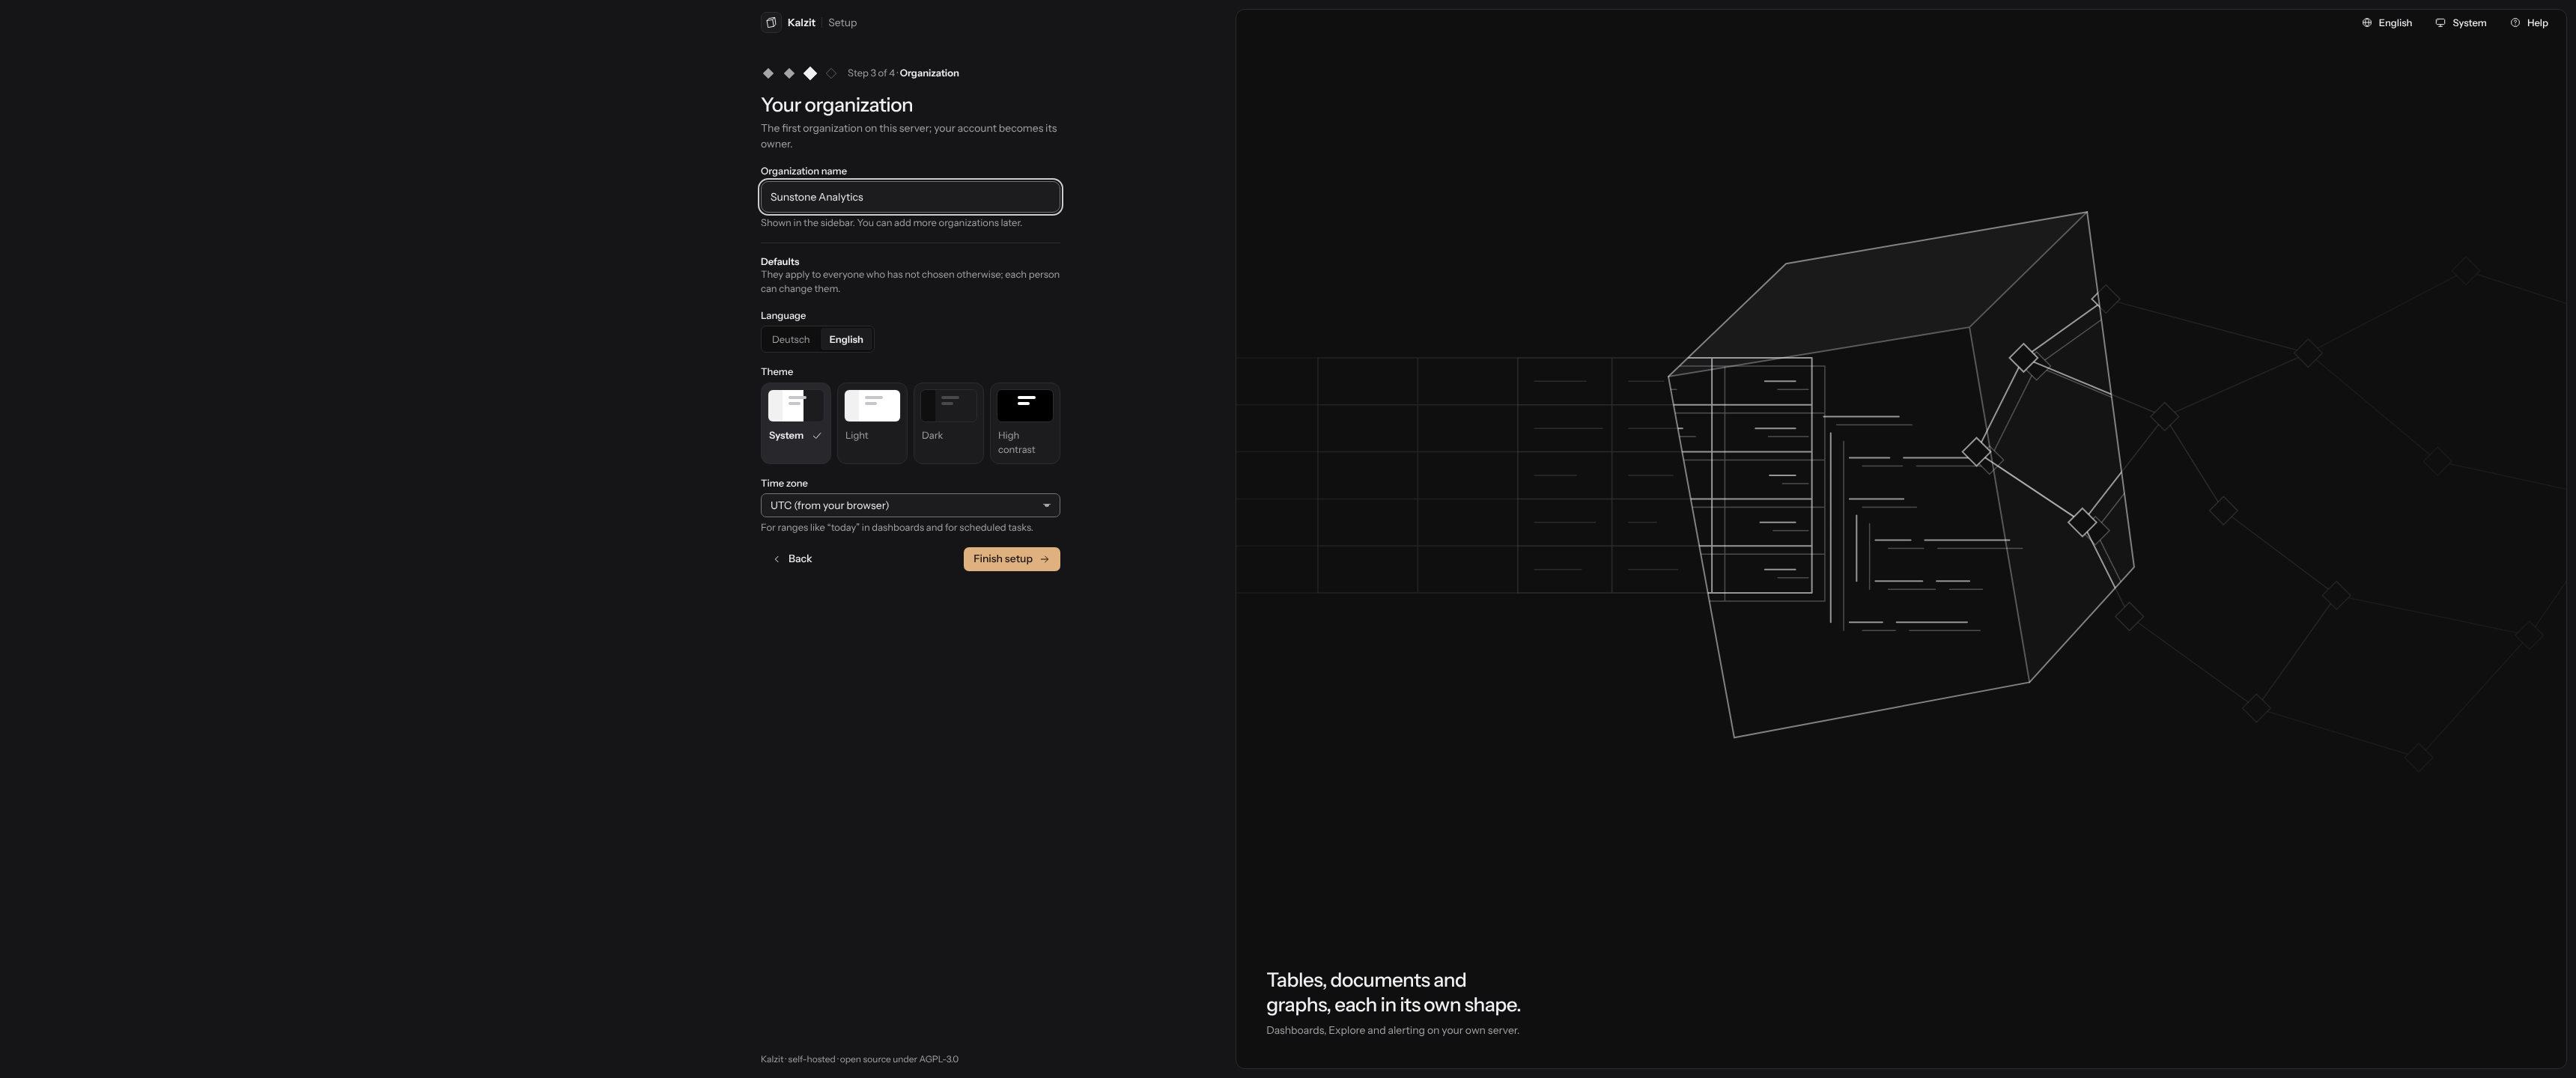 Kalzit
Setup
English
System
Help
Step 3 of 4 · Organization
Your organization
The first organization on this server; your account becomes its
owner.
Organization name
Sunstone Analytics
Shown in the sidebar. You can add more organizations later.
Defaults
They apply to everyone who has not chosen otherwise; each person
can change them.
Language
Deutsch
English
Theme
System
Light
Dark
High
contrast
Time zone
UTC (from your browser)
For ranges like “today” in dashboards and for scheduled tasks.
Back
Finish setup
Tables, documents and
graphs, each in its own shape.
Dashboards, Explore and alerting on your own server.
Kalzit · self-hosted · open source under AGPL-3.0